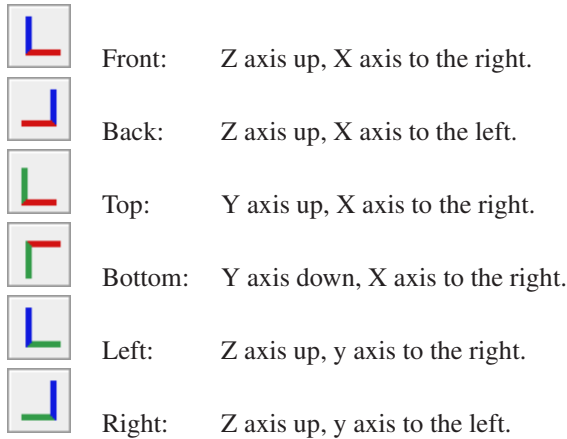 Front: Z axis up, X axis to the right.
Back: Z axis up, X axis to the left.
Top: Y axis up, X axis to the right.
Bottom: Y axis down, X axis to the right.
Left: Z axis up, y axis to the right.
Right: Z axis up, y axis to the left.